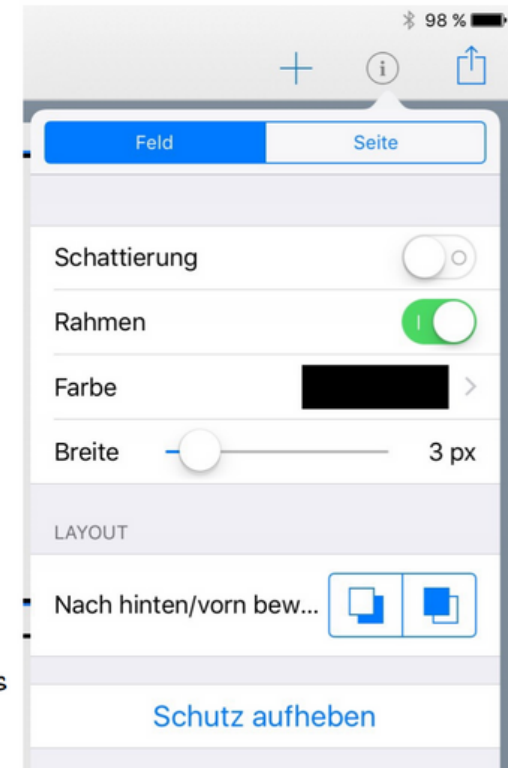 98 %
Feld Seite
Schattierung
Rahmen
Farbe
Breite 3 px
LAYOUT
Nach hinten/vorn bew...
s
Schutz aufheben